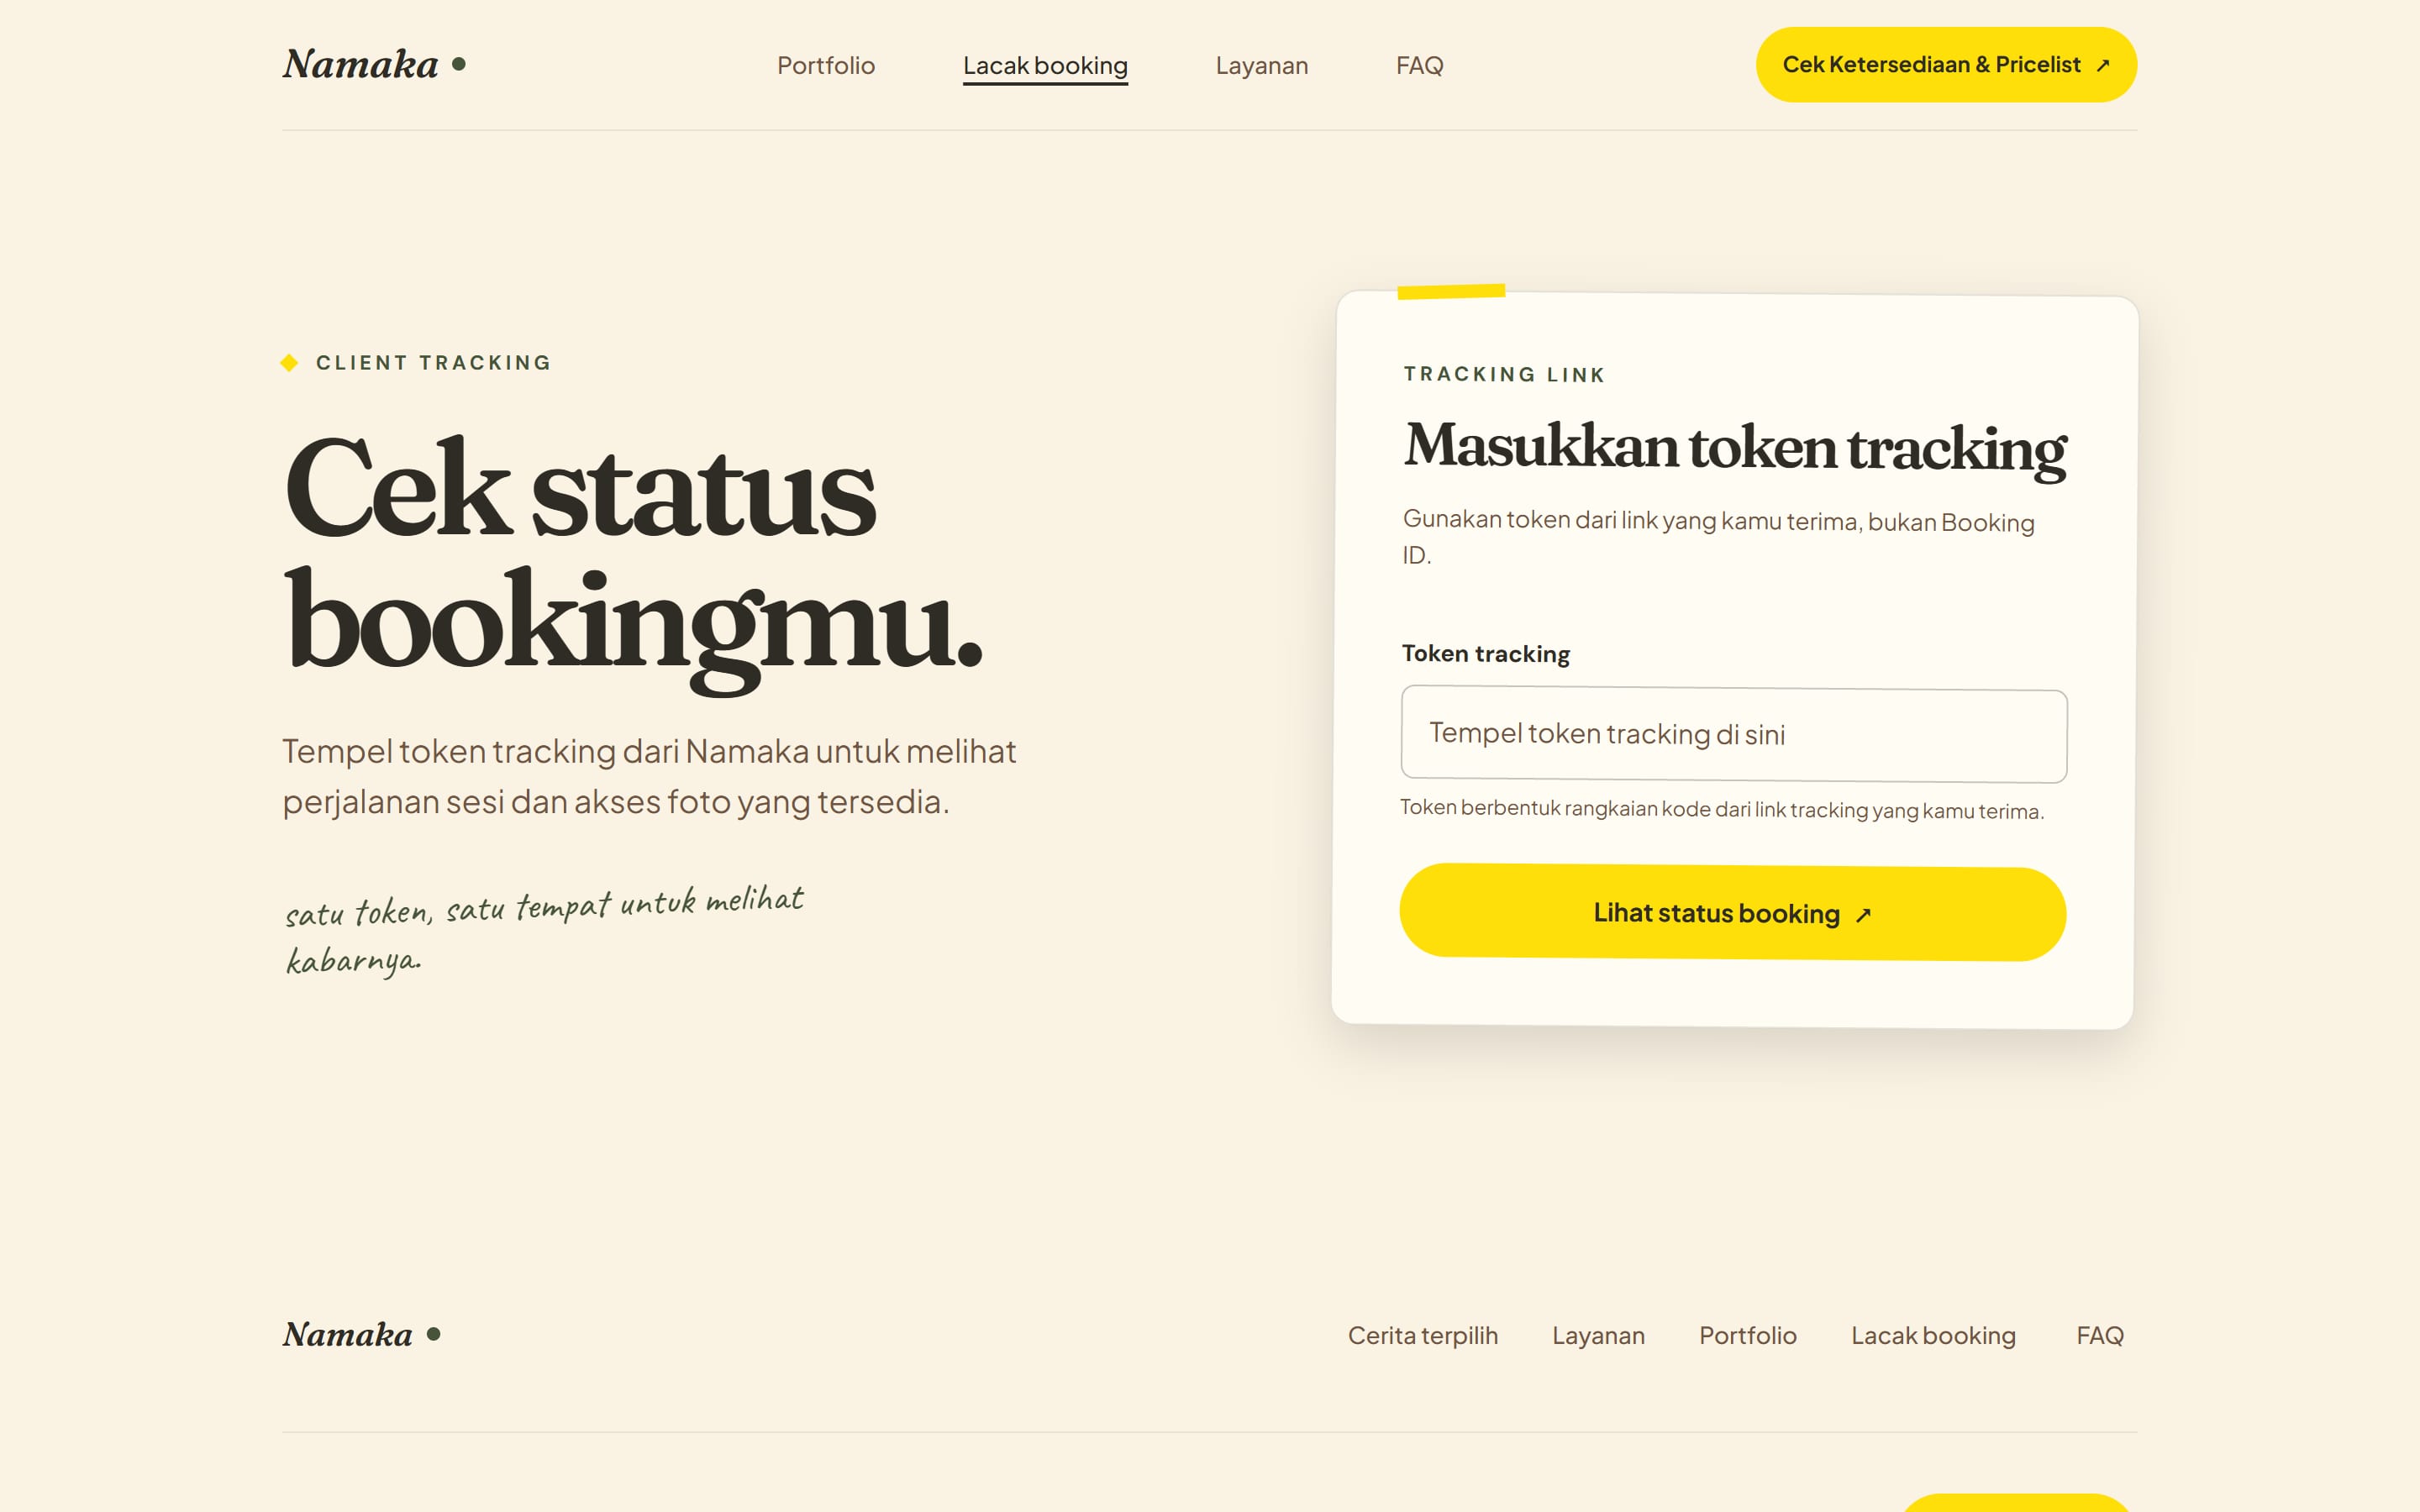 Namaka
Portfolio
Lacak booking
Layanan
FAQ
Cek Ketersediaan & Pricelist ↗
CLIENT TRACKING
Cek status
bookingmu.
Tempel token tracking dari Namaka untuk melihat
perjalanan sesi dan akses foto yang tersedia.
satu token, satu tempat untuk melihat
kabarnya.
TRACKING LINK
Masukkan token tracking
Gunakan token dari link yang kamu terima, bukan Booking
ID.
Token tracking
Tempel token tracking di sini
Token berbentuk rangkaian kode dari link tracking yang kamu terima.
Lihat status booking ↗
Namaka
Cerita terpilih
Layanan
Portfolio
Lacak booking
FAQ